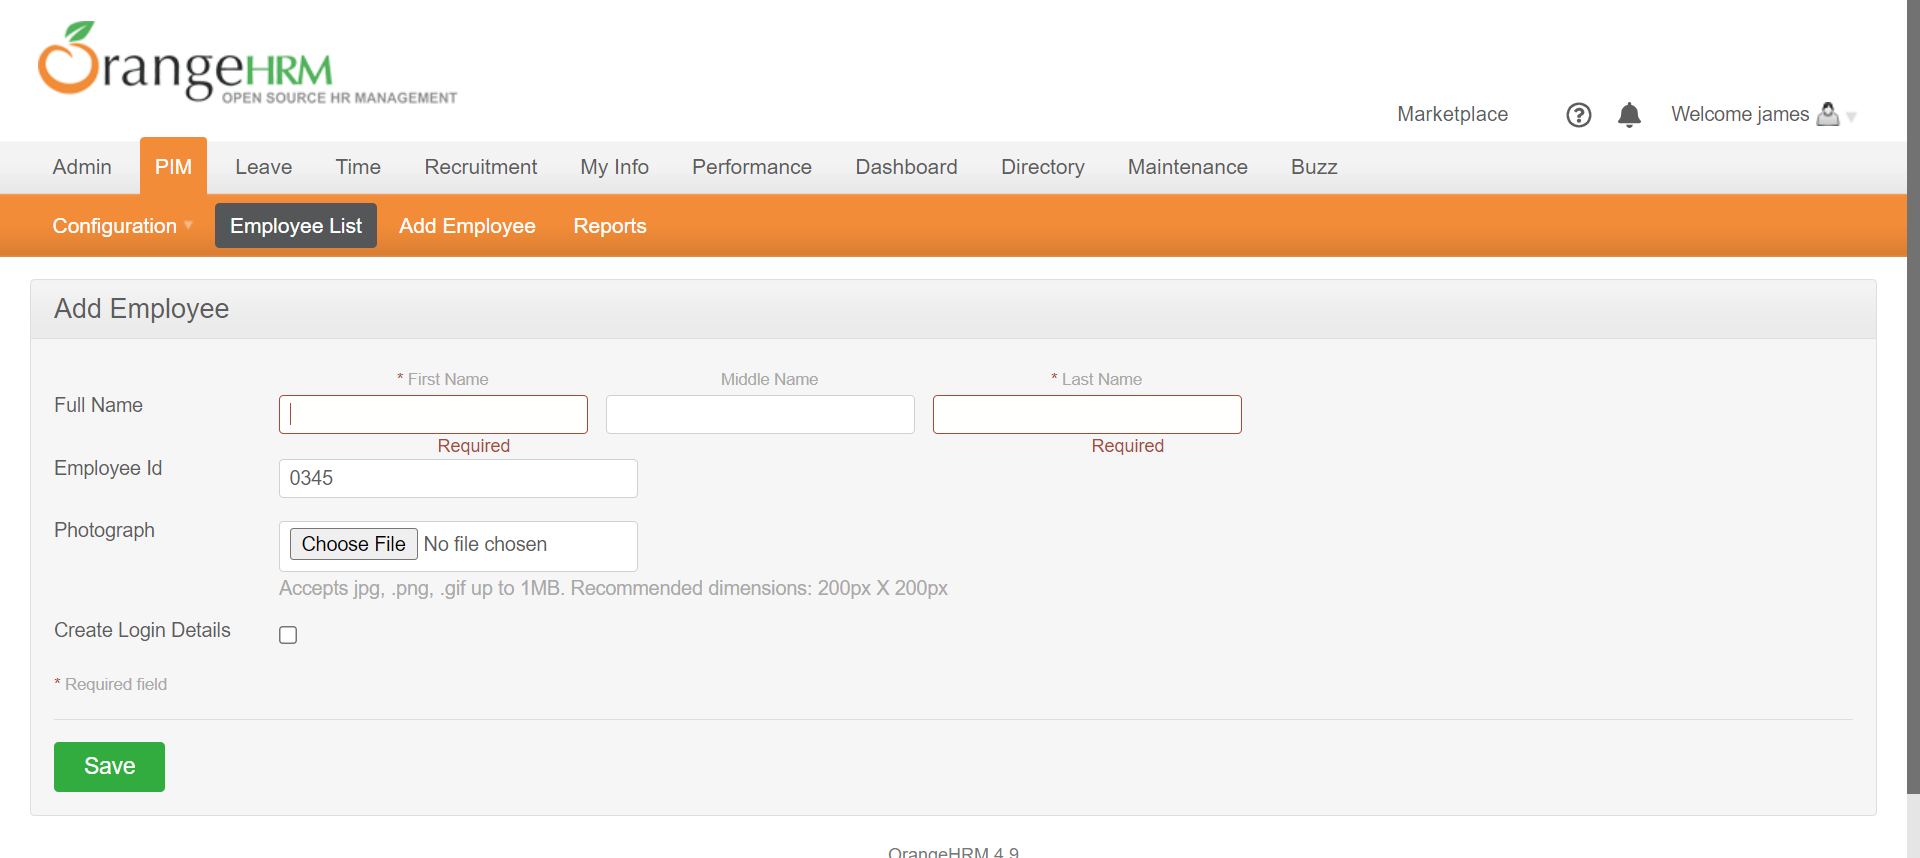 OrangeHRM
OPEN SOURCE HR MANAGEMENT
Marketplace ? Welcome james
Admin PIM Leave Time Recruitment My Info Performance Dashboard Directory Maintenance Buzz
Configuration Employee List Add Employee Reports
Add Employee
* First Name Middle Name * Last Name
Full Name
Required Required
Employee Id 0345
Photograph Choose File No file chosen
Accepts jpg, .png, .gif up to 1MB. Recommended dimensions: 200px X 200px
Create Login Details
* Required field
Save
OrangeHRM 4.9